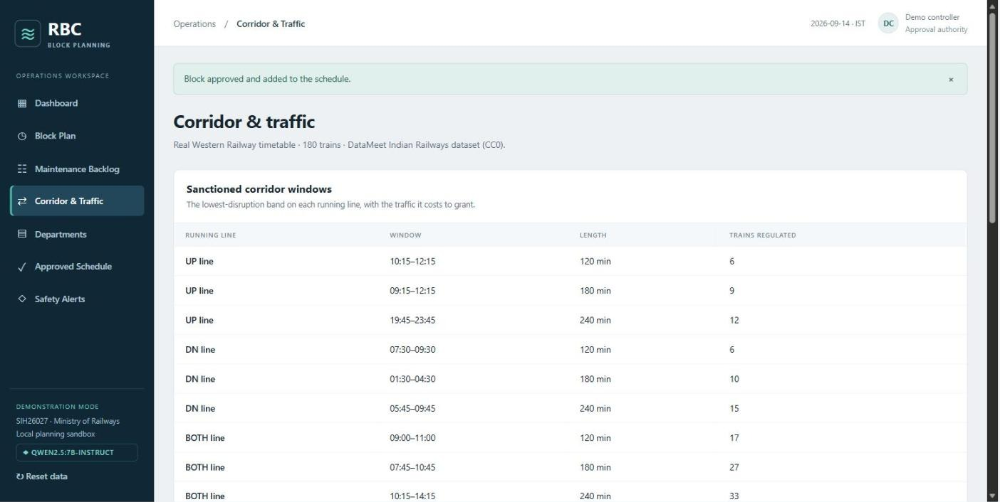 RBC
BLOCK PLANNING
OPERATIONS WORKSPACE
Dashboard
Block Plan
Maintenance Backlog
Corridor & Traffic
Departments
Approved Schedule
Safety Alerts
DEMONSTRATION MODE
SIH26027 · Ministry of Railways
Local planning sandbox
◆ QWEN2.5:7B-INSTRUCT
↻ Reset data
Operations / Corridor & Traffic
2026-09-14 · IST
DC
Demo controller
Approval authority
Block approved and added to the schedule. ×
Corridor & traffic
Real Western Railway timetable · 180 trains · DataMeet Indian Railways dataset (CC0).
Sanctioned corridor windows
The lowest-disruption band on each running line, with the traffic it costs to grant.
RUNNING LINE WINDOW LENGTH TRAINS REGULATED
UP line 10:15–12:15 120 min 6
UP line 09:15–12:15 180 min 9
UP line 19:45–23:45 240 min 12
DN line 07:30–09:30 120 min 6
DN line 01:30–04:30 180 min 10
DN line 05:45–09:45 240 min 15
BOTH line 09:00–11:00 120 min 17
BOTH line 07:45–10:45 180 min 27
BOTH line 10:15–14:15 240 min 33